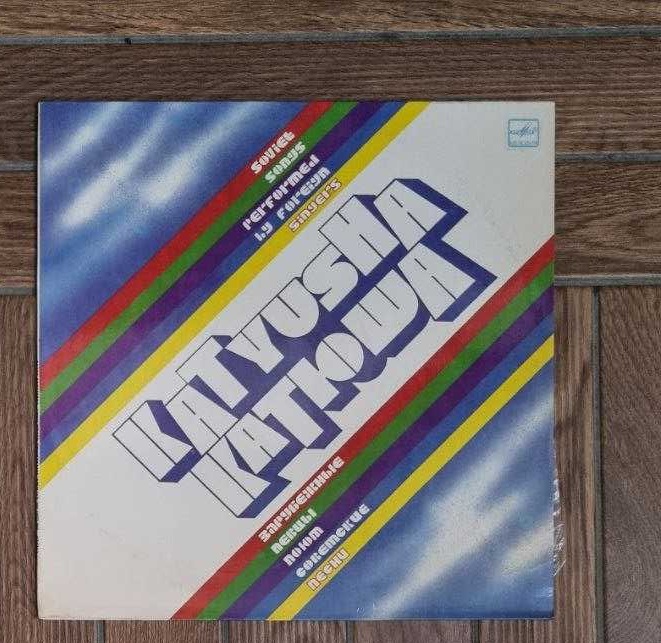 Soviet
songs
performed
by foreign
singers
KATYUSHA
КАТЮША
ЗАРУБЕЖНЫЕ
ПЕВЦЫ
ПОЮТ
СОВЕТСКИЕ
ПЕСНИ